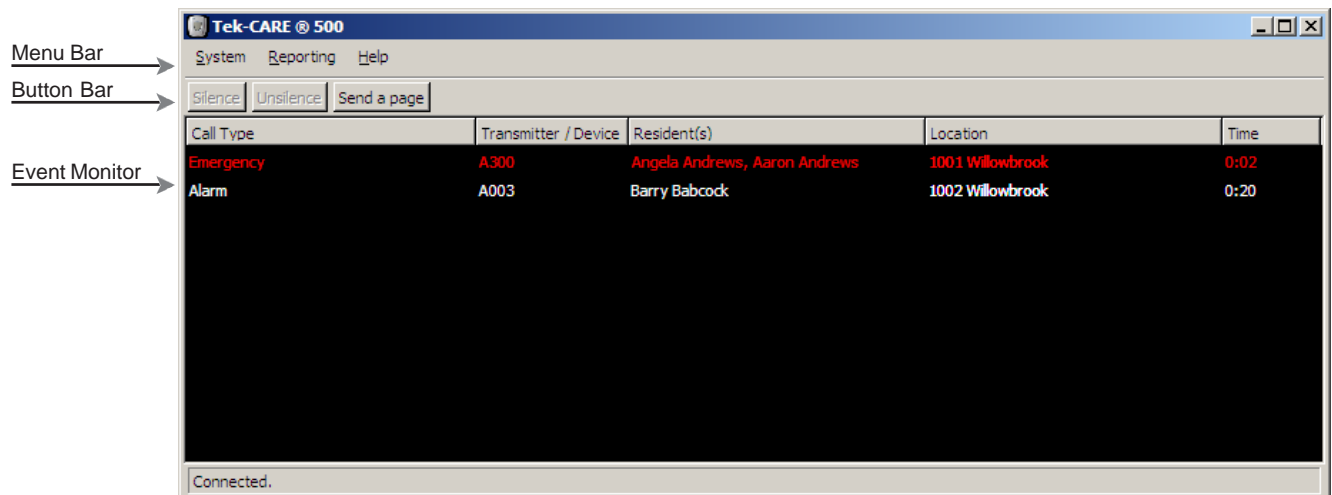 Tek-CARE ® 500
Menu Bar
System Reporting Help
Button Bar
Silence Unsilence Send a page
Call Type Transmitter / Device Resident(s) Location Time
Event Monitor
Emergency A300 Angela Andrews, Aaron Andrews 1001 Willowbrook 0:02
Alarm A003 Barry Babcock 1002 Willowbrook 0:20
Connected.